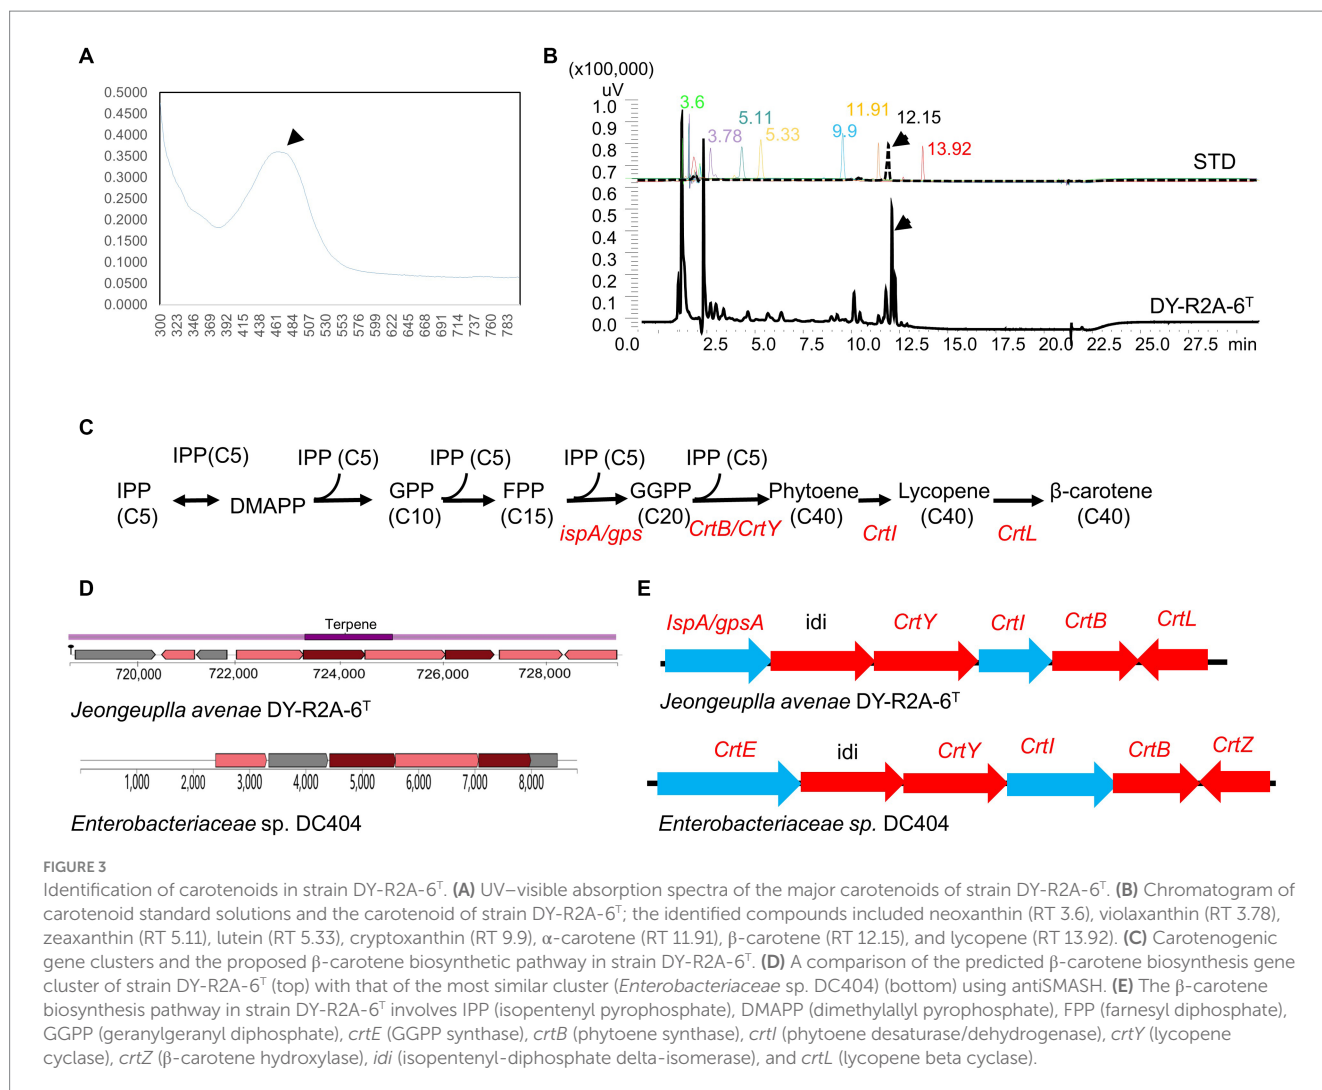 A
0.5000
0.4500
0.4000
0.3500
0.3000
0.2500
0.2000
0.1500
0.1000
0.0500
0.0000
300 323 346 369 392 415 438 461 484 507 530 553 576 599 622 645 668 691 714 737 760 783
B
(x100,000)
uV
1.0
0.9
0.8
0.7
0.6
0.5
0.4
0.3
0.2
0.1
0.0
3.6
3.78
5.11
5.33
9.9
11.91
12.15
13.92
STD
DY-R2A-6ᵀ
0.0 2.5 5.0 7.5 10.0 12.5 15.0 17.5 20.0 22.5 25.0 27.5 min
C
IPP(C5) IPP (C5) IPP (C5) IPP (C5) IPP (C5)
IPP (C5)
DMAPP
GPP (C10)
FPP (C15)
GGPP (C20)
Phytoene (C40)
Lycopene (C40)
β-carotene (C40)
ispA/gps CrtB/CrtY CrtI CrtL
D
Terpene
720,000 722,000 724,000 726,000 728,000
Jeongeuplla avenae DY-R2A-6ᵀ
1,000 2,000 3,000 4,000 5,000 6,000 7,000 8,000
Enterobacteriaceae sp. DC404
E
IspA/gpsA idi CrtY CrtI CrtB CrtL
Jeongeuplla avenae DY-R2A-6ᵀ
CrtE idi CrtY CrtI CrtB CrtZ
Enterobacteriaceae sp. DC404
FIGURE 3
Identification of carotenoids in strain DY-R2A-6ᵀ. (A) UV–visible absorption spectra of the major carotenoids of strain DY-R2A-6ᵀ. (B) Chromatogram of
carotenoid standard solutions and the carotenoid of strain DY-R2A-6ᵀ; the identified compounds included neoxanthin (RT 3.6), violaxanthin (RT 3.78),
zeaxanthin (RT 5.11), lutein (RT 5.33), cryptoxanthin (RT 9.9), α-carotene (RT 11.91), β-carotene (RT 12.15), and lycopene (RT 13.92). (C) Carotenogenic
gene clusters and the proposed β-carotene biosynthetic pathway in strain DY-R2A-6ᵀ. (D) A comparison of the predicted β-carotene biosynthesis gene
cluster of strain DY-R2A-6ᵀ (top) with that of the most similar cluster (Enterobacteriaceae sp. DC404) (bottom) using antiSMASH. (E) The β-carotene
biosynthesis pathway in strain DY-R2A-6ᵀ involves IPP (isopentenyl pyrophosphate), DMAPP (dimethylallyl pyrophosphate), FPP (farnesyl diphosphate),
GGPP (geranylgeranyl diphosphate), crtE (GGPP synthase), crtB (phytoene synthase), crtI (phytoene desaturase/dehydrogenase), crtY (lycopene
cyclase), crtZ (β-carotene hydroxylase), idi (isopentenyl-diphosphate delta-isomerase), and crtL (lycopene beta cyclase).